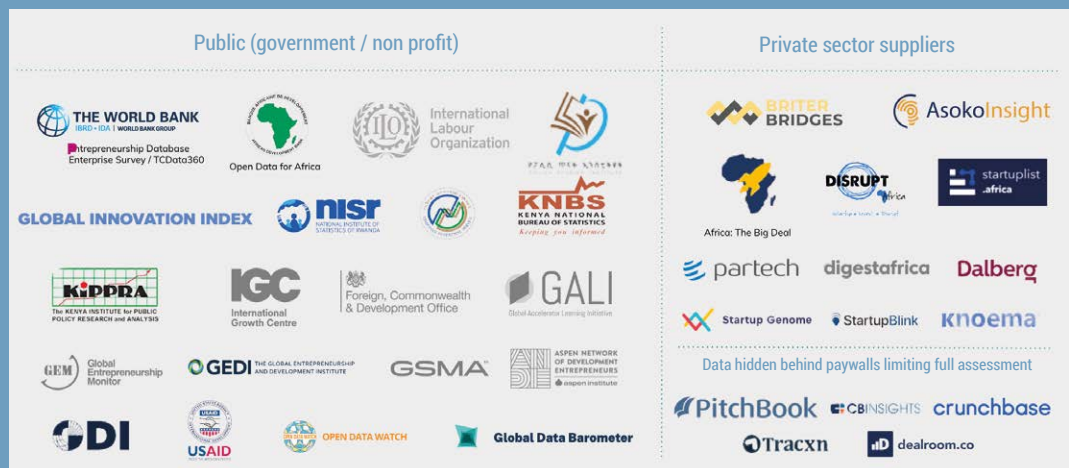 Public (government / non profit)
Private sector suppliers
THE WORLD BANK
IBRD • IDA | WORLD BANK GROUP
Entrepreneurship Database
Enterprise Survey / TCData360
Open Data for Africa
International
Labour
Organization
BRITER
BRIDGES
AsokoInsight
GLOBAL INNOVATION INDEX
nisr
NATIONAL INSTITUTE OF
STATISTICS OF RWANDA
KNBS
KENYA NATIONAL
BUREAU OF STATISTICS
Keeping you informed
Africa: The Big Deal
DISRUPT
Africa
startuplist
.africa
KiPPRA
The KENYA INSTITUTE for PUBLIC
POLICY RESEARCH and ANALYSIS
IGC
International
Growth Centre
Foreign, Commonwealth
& Development Office
GALI
Global Accelerator Learning Initiative
partech
digestafrica
Dalberg
Startup Genome
StartupBlink
knoema
GEM
Global
Entrepreneurship
Monitor
GEDI
THE GLOBAL ENTREPRENEURSHIP
AND DEVELOPMENT INSTITUTE
GSMA
ASPEN NETWORK
OF DEVELOPMENT
ENTREPRENEURS
aspen institute
Data hidden behind paywalls limiting full assessment
ODI
USAID
OPEN DATA WATCH
Global Data Barometer
PitchBook
CBINSIGHTS
crunchbase
Tracxn
dealroom.co